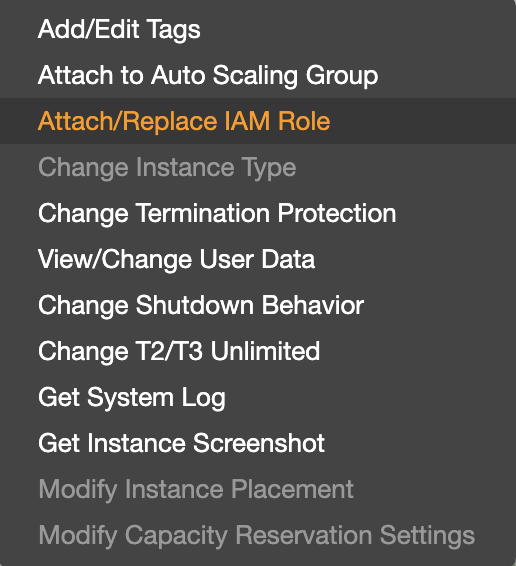 Add/Edit Tags
Attach to Auto Scaling Group
Attach/Replace IAM Role
Change Instance Type
Change Termination Protection
View/Change User Data
Change Shutdown Behavior
Change T2/T3 Unlimited
Get System Log
Get Instance Screenshot
Modify Instance Placement
Modify Capacity Reservation Settings